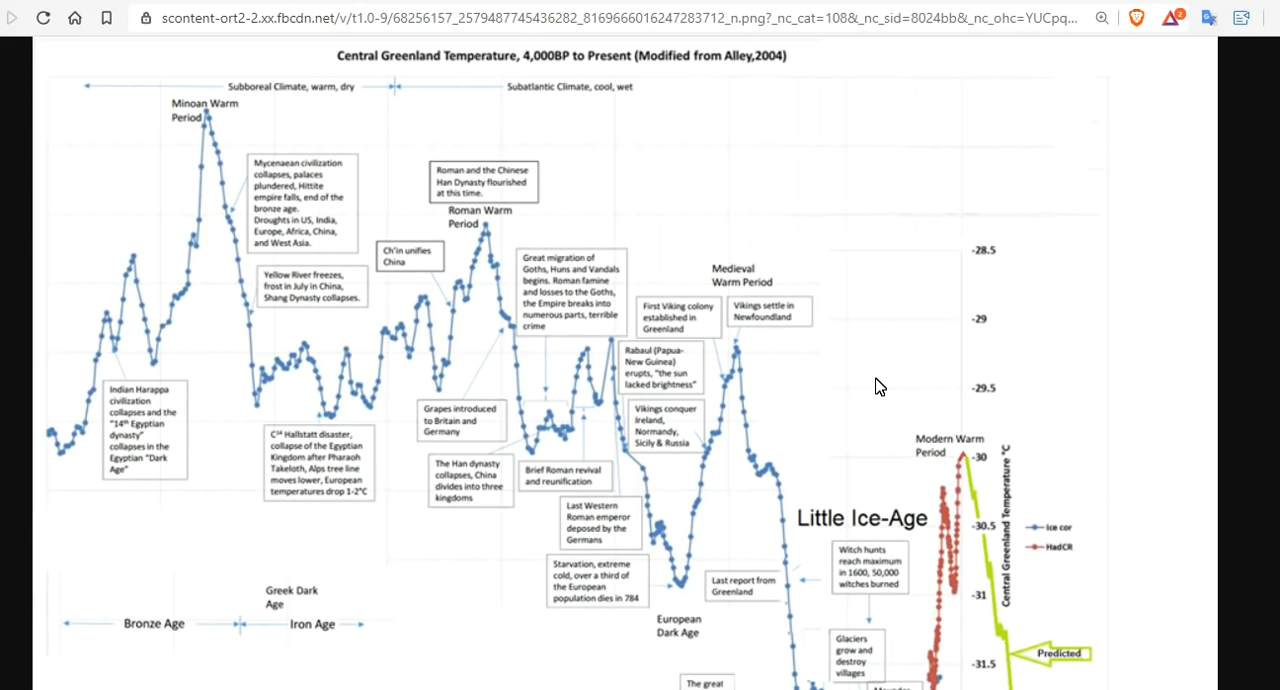 scontent-ort2-2.xx.fbcdn.net/v/t1.0-9/68256157_2579487745436282_8169666016247283712_n.png?_nc_cat=108&_nc_sid=8024bb&_nc_ohc=YUCpq...
2
Central Greenland Temperature, 4,000BP to Present (Modified from Alley,2004)
Subboreal Climate, warm, dry
Subatlantic Climate, cool, wet
Minoan Warm
Period
Mycenaean civilization
collapses, palaces
plundered, Hittite
empire falls, end of the
bronze age.
Droughts in US, India,
Europe, Africa, China,
and West Asia.
Roman and the Chinese
Han Dynasty flourished
at this time.
Roman Warm
Period
Ch'in unifies
China
Yellow River freezes,
frost in July in China,
Shang Dynasty collapses.
Great migration of
Goths, Huns and Vandals
begins. Roman famine
and losses to the Goths,
the Empire breaks into
numerous parts, terrible
crime
Medieval
Warm Period
First Viking colony
established in
Greenland
Vikings settle in
Newfoundland
Rabaul (Papua-
New Guinea)
erupts, "the sun
lacked brightness"
Vikings conquer
Ireland,
Normandy,
Sicily & Russia
Indian Harappa
civilization
collapses and the
"14th Egyptian
dynasty"
collapses in the
Egyptian "Dark
Age"
C14 Hallstatt disaster,
collapse of the Egyptian
Kingdom after Pharaoh
Takeloth, Alps tree line
moves lower, European
temperatures drop 1-2°C
Grapes introduced
to Britain and
Germany
The Han dynasty
collapses, China
divides into three
kingdoms
Brief Roman revival
and reunification
Last Western
Roman emperor
deposed by the
Germans
Starvation, extreme
cold, over a third of
the European
population dies in 784
European
Dark Age
Last report from
Greenland
Little Ice-Age
Witch hunts
reach maximum
in 1600, 50,000
witches burned
Glaciers
grow and
destroy
villages
The great
Maunder
Modern Warm
Period
-28.5
-29
-29.5
-30
-30.5
-31
-31.5
Central Greenland Temperature °C
Ice cor
HadCR
Predicted
Greek Dark
Age
Bronze Age
Iron Age